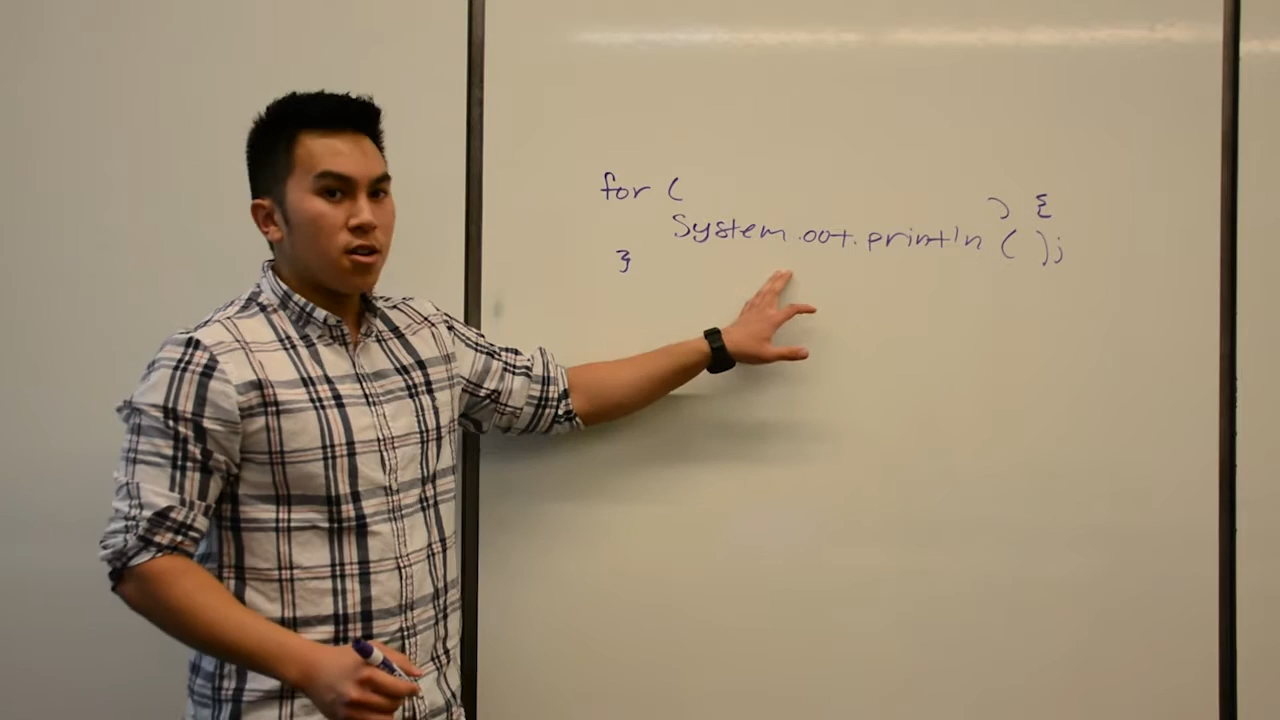 for ( ) {
System.out.println ( );
}